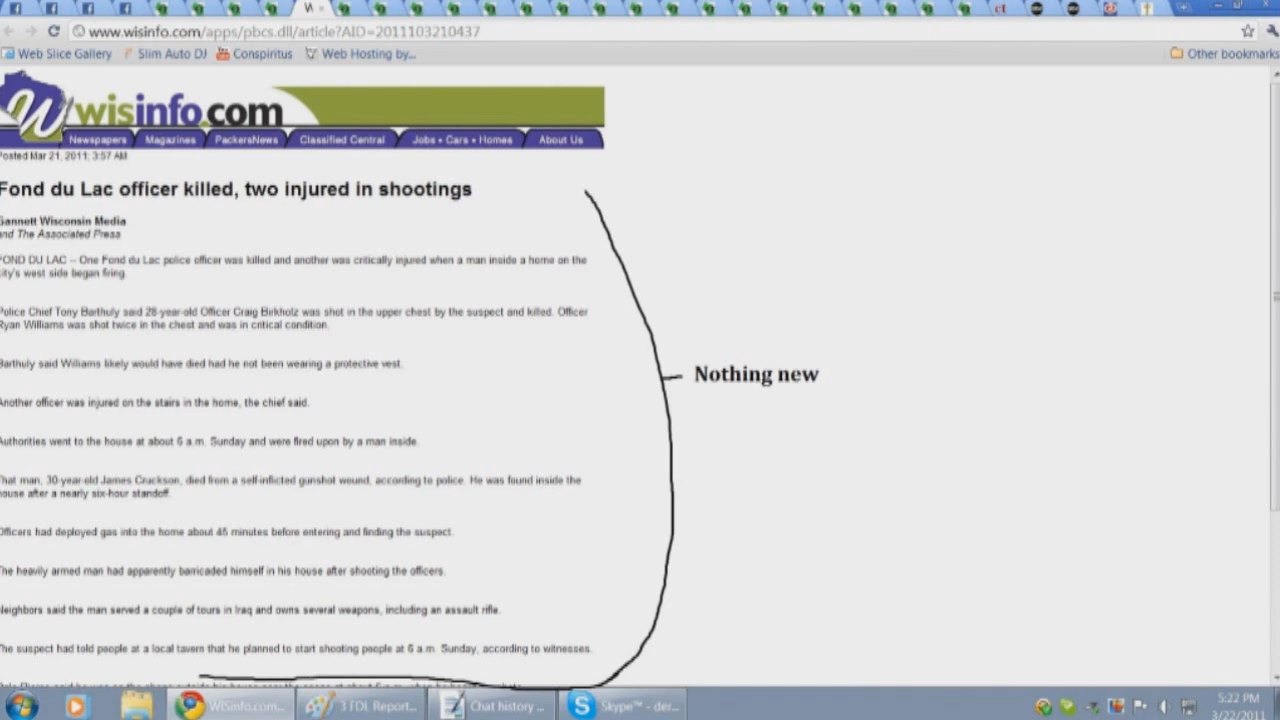 www.wisinfo.com/apps/pbcs.dll/article?AID=2011103210437
Web Slice Gallery Slim Auto DJ Conspiritus Web Hosting by... Other bookmarks
W wisinfo.com
Newspapers Magazines PackersNews Classified Central Jobs • Cars • Homes About Us
Posted Mar 21, 2011; 3:57 AM
Fond du Lac officer killed, two injured in shootings
Gannett Wisconsin Media
and The Associated Press
FOND DU LAC -- One Fond du Lac police officer was killed and another was critically injured when a man inside a home on the
city's west side began firing.
Police Chief Tony Barthuly said 28-year-old Officer Craig Birkholz was shot in the upper chest by the suspect and killed. Officer
Ryan Williams was shot twice in the chest and was in critical condition.
Barthuly said Williams likely would have died had he not been wearing a protective vest.
Another officer was injured on the stairs in the home, the chief said.
Authorities went to the house at about 6 a.m. Sunday and were fired upon by a man inside.
That man, 30-year-old James Cruckson, died from a self-inflicted gunshot wound, according to police. He was found inside the
house after a nearly six-hour standoff.
Officers had deployed gas into the home about 45 minutes before entering and finding the suspect.
The heavily armed man had apparently barricaded himself in his house after shooting the officers.
Neighbors said the man served a couple of tours in Iraq and owns several weapons, including an assault rifle.
The suspect had told people at a local tavern that he planned to start shooting people at 6 a.m. Sunday, according to witnesses.
Nothing new
WISinfo.com... 3 FDL Report... Chat history ... Skype™ - der... 5:22 PM
3/22/2011